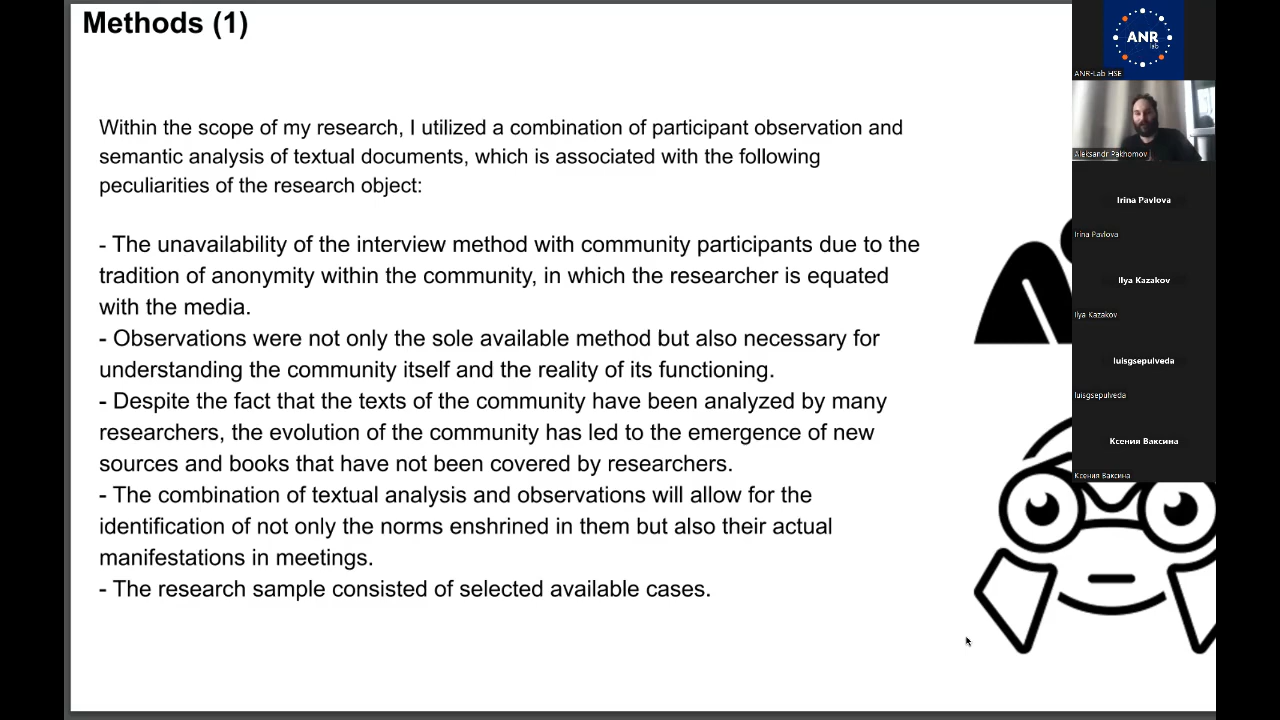 Methods (1)
Within the scope of my research, I utilized a combination of participant observation and
semantic analysis of textual documents, which is associated with the following
peculiarities of the research object:
- The unavailability of the interview method with community participants due to the
tradition of anonymity within the community, in which the researcher is equated
with the media.
- Observations were not only the sole available method but also necessary for
understanding the community itself and the reality of its functioning.
- Despite the fact that the texts of the community have been analyzed by many
researchers, the evolution of the community has led to the emergence of new
sources and books that have not been covered by researchers.
- The combination of textual analysis and observations will allow for the
identification of not only the norms enshrined in them but also their actual
manifestations in meetings.
- The research sample consisted of selected available cases.
ANR
lab
ANR-Lab HSE
Aleksandr Pakhomov
Irina Pavlova
Irina Pavlova
Ilya Kazakov
Ilya Kazakov
luisgsepulveda
luisgsepulveda
Ксения Ваксина
Ксения Ваксина